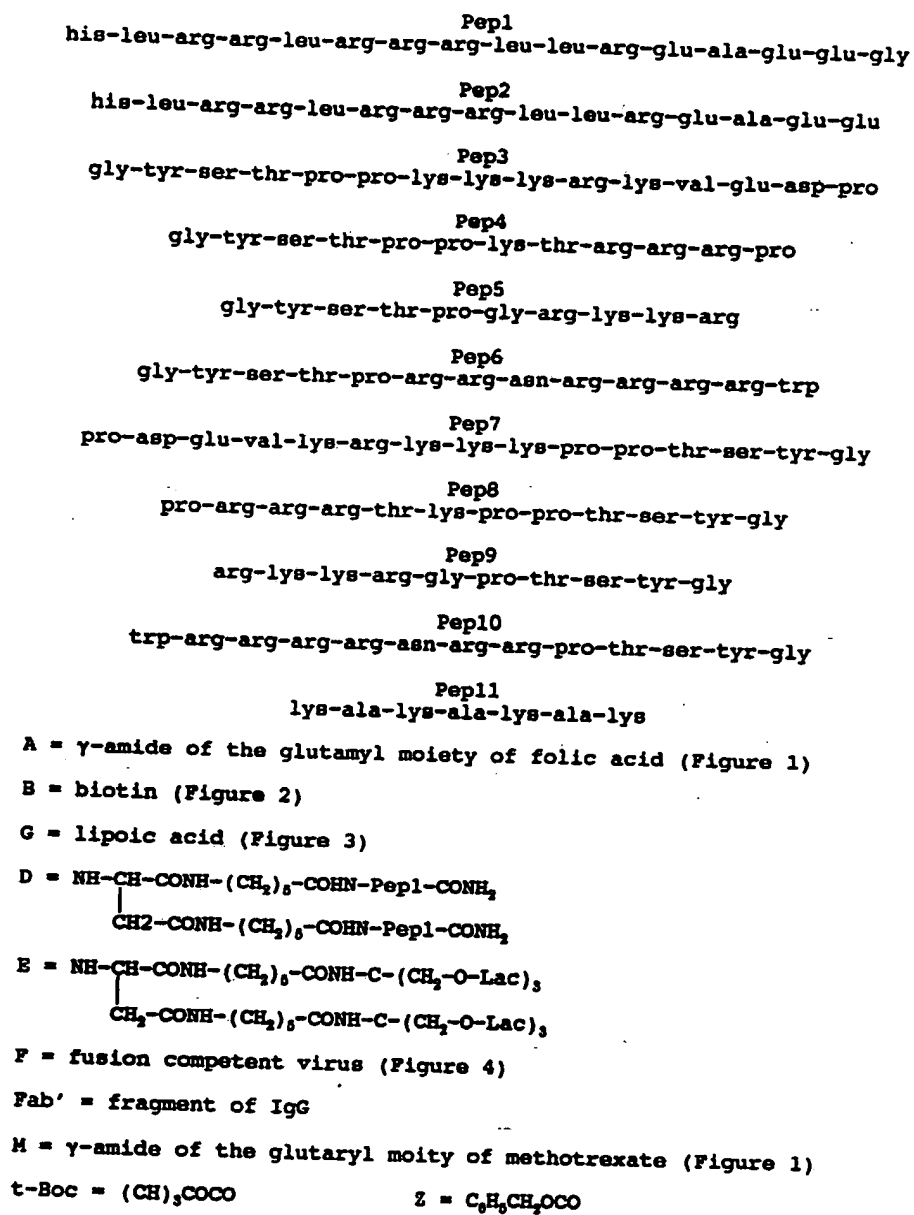 Pep1
his-leu-arg-arg-leu-arg-arg-arg-leu-leu-arg-glu-ala-glu-glu-gly
Pep2
his-leu-arg-arg-leu-arg-arg-arg-leu-leu-arg-glu-ala-glu-glu
Pep3
gly-tyr-ser-thr-pro-pro-lys-lys-lys-arg-lys-val-glu-asp-pro
Pep4
gly-tyr-ser-thr-pro-pro-lys-thr-arg-arg-arg-pro
Pep5
gly-tyr-ser-thr-pro-gly-arg-lys-lys-arg
Pep6
gly-tyr-ser-thr-pro-arg-arg-asn-arg-arg-arg-arg-trp
Pep7
pro-asp-glu-val-lys-arg-lys-lys-lys-pro-pro-thr-ser-tyr-gly
Pep8
pro-arg-arg-arg-thr-lys-pro-pro-thr-ser-tyr-gly
Pep9
arg-lys-lys-arg-gly-pro-thr-ser-tyr-gly
Pep10
trp-arg-arg-arg-arg-asn-arg-arg-pro-thr-ser-tyr-gly
Pep11
lys-ala-lys-ala-lys-ala-lys
A = γ-amide of the glutamyl moiety of folic acid (Figure 1)
B = biotin (Figure 2)
G = lipoic acid (Figure 3)
D = NH-CH-CONH-(CH₂)₅-COHN-Pep1-CONH₂
CH2-CONH-(CH₂)₅-COHN-Pep1-CONH₂
E = NH-CH-CONH-(CH₂)₅-CONH-C-(CH₂-O-Lac)₃
CH₂-CONH-(CH₂)₅-CONH-C-(CH₂-O-Lac)₃
F = fusion competent virus (Figure 4)
Fab' = fragment of IgG
M = γ-amide of the glutaryl moity of methotrexate (Figure 1)
t-Boc = (CH)₃COCO Z = C₆H₅CH₂OCO